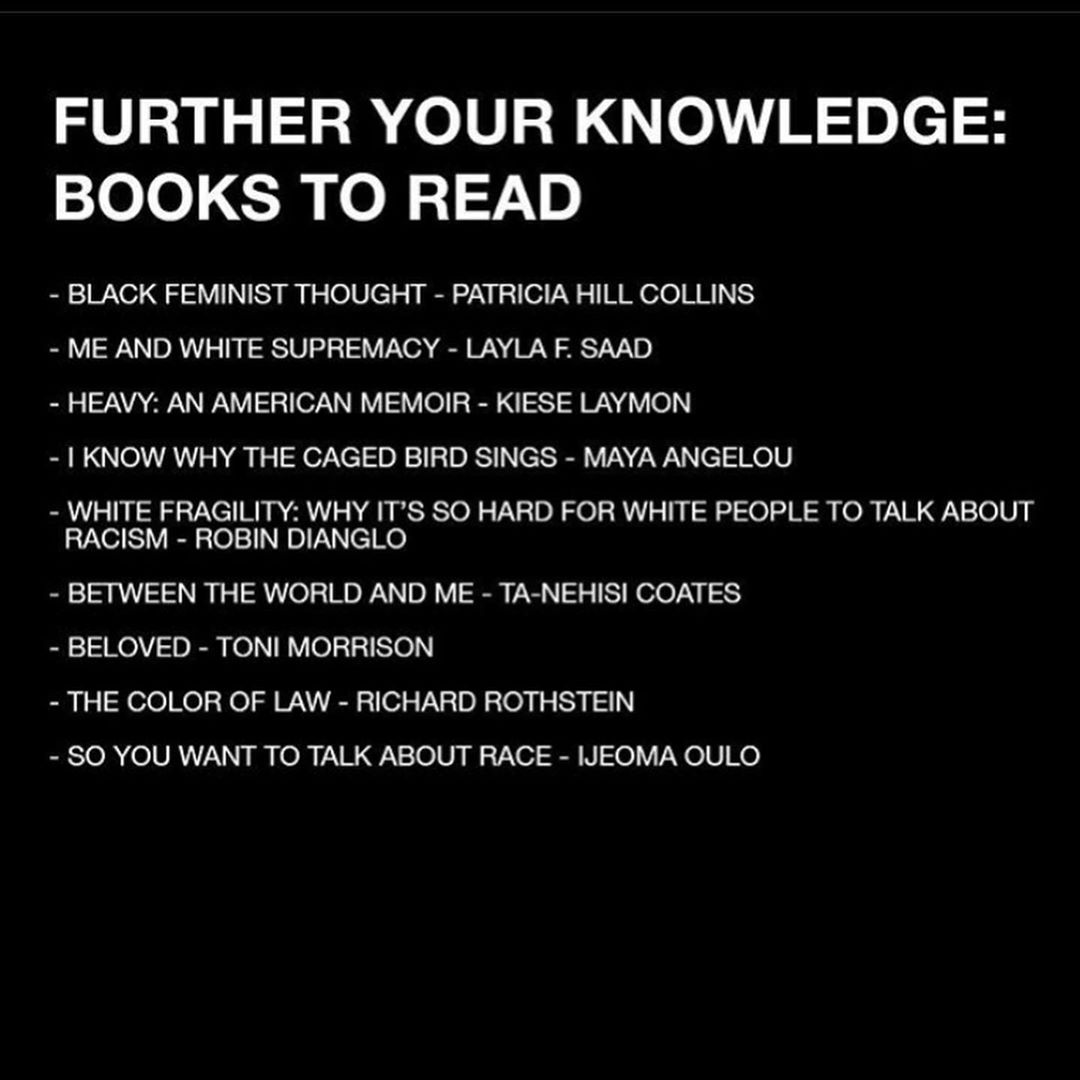 FURTHER YOUR KNOWLEDGE:
BOOKS TO READ
- BLACK FEMINIST THOUGHT - PATRICIA HILL COLLINS
- ME AND WHITE SUPREMACY - LAYLA F. SAAD
- HEAVY: AN AMERICAN MEMOIR - KIESE LAYMON
- I KNOW WHY THE CAGED BIRD SINGS - MAYA ANGELOU
- WHITE FRAGILITY: WHY IT’S SO HARD FOR WHITE PEOPLE TO TALK ABOUT
RACISM - ROBIN DIANGLO
- BETWEEN THE WORLD AND ME - TA-NEHISI COATES
- BELOVED - TONI MORRISON
- THE COLOR OF LAW - RICHARD ROTHSTEIN
- SO YOU WANT TO TALK ABOUT RACE - IJEOMA OULO